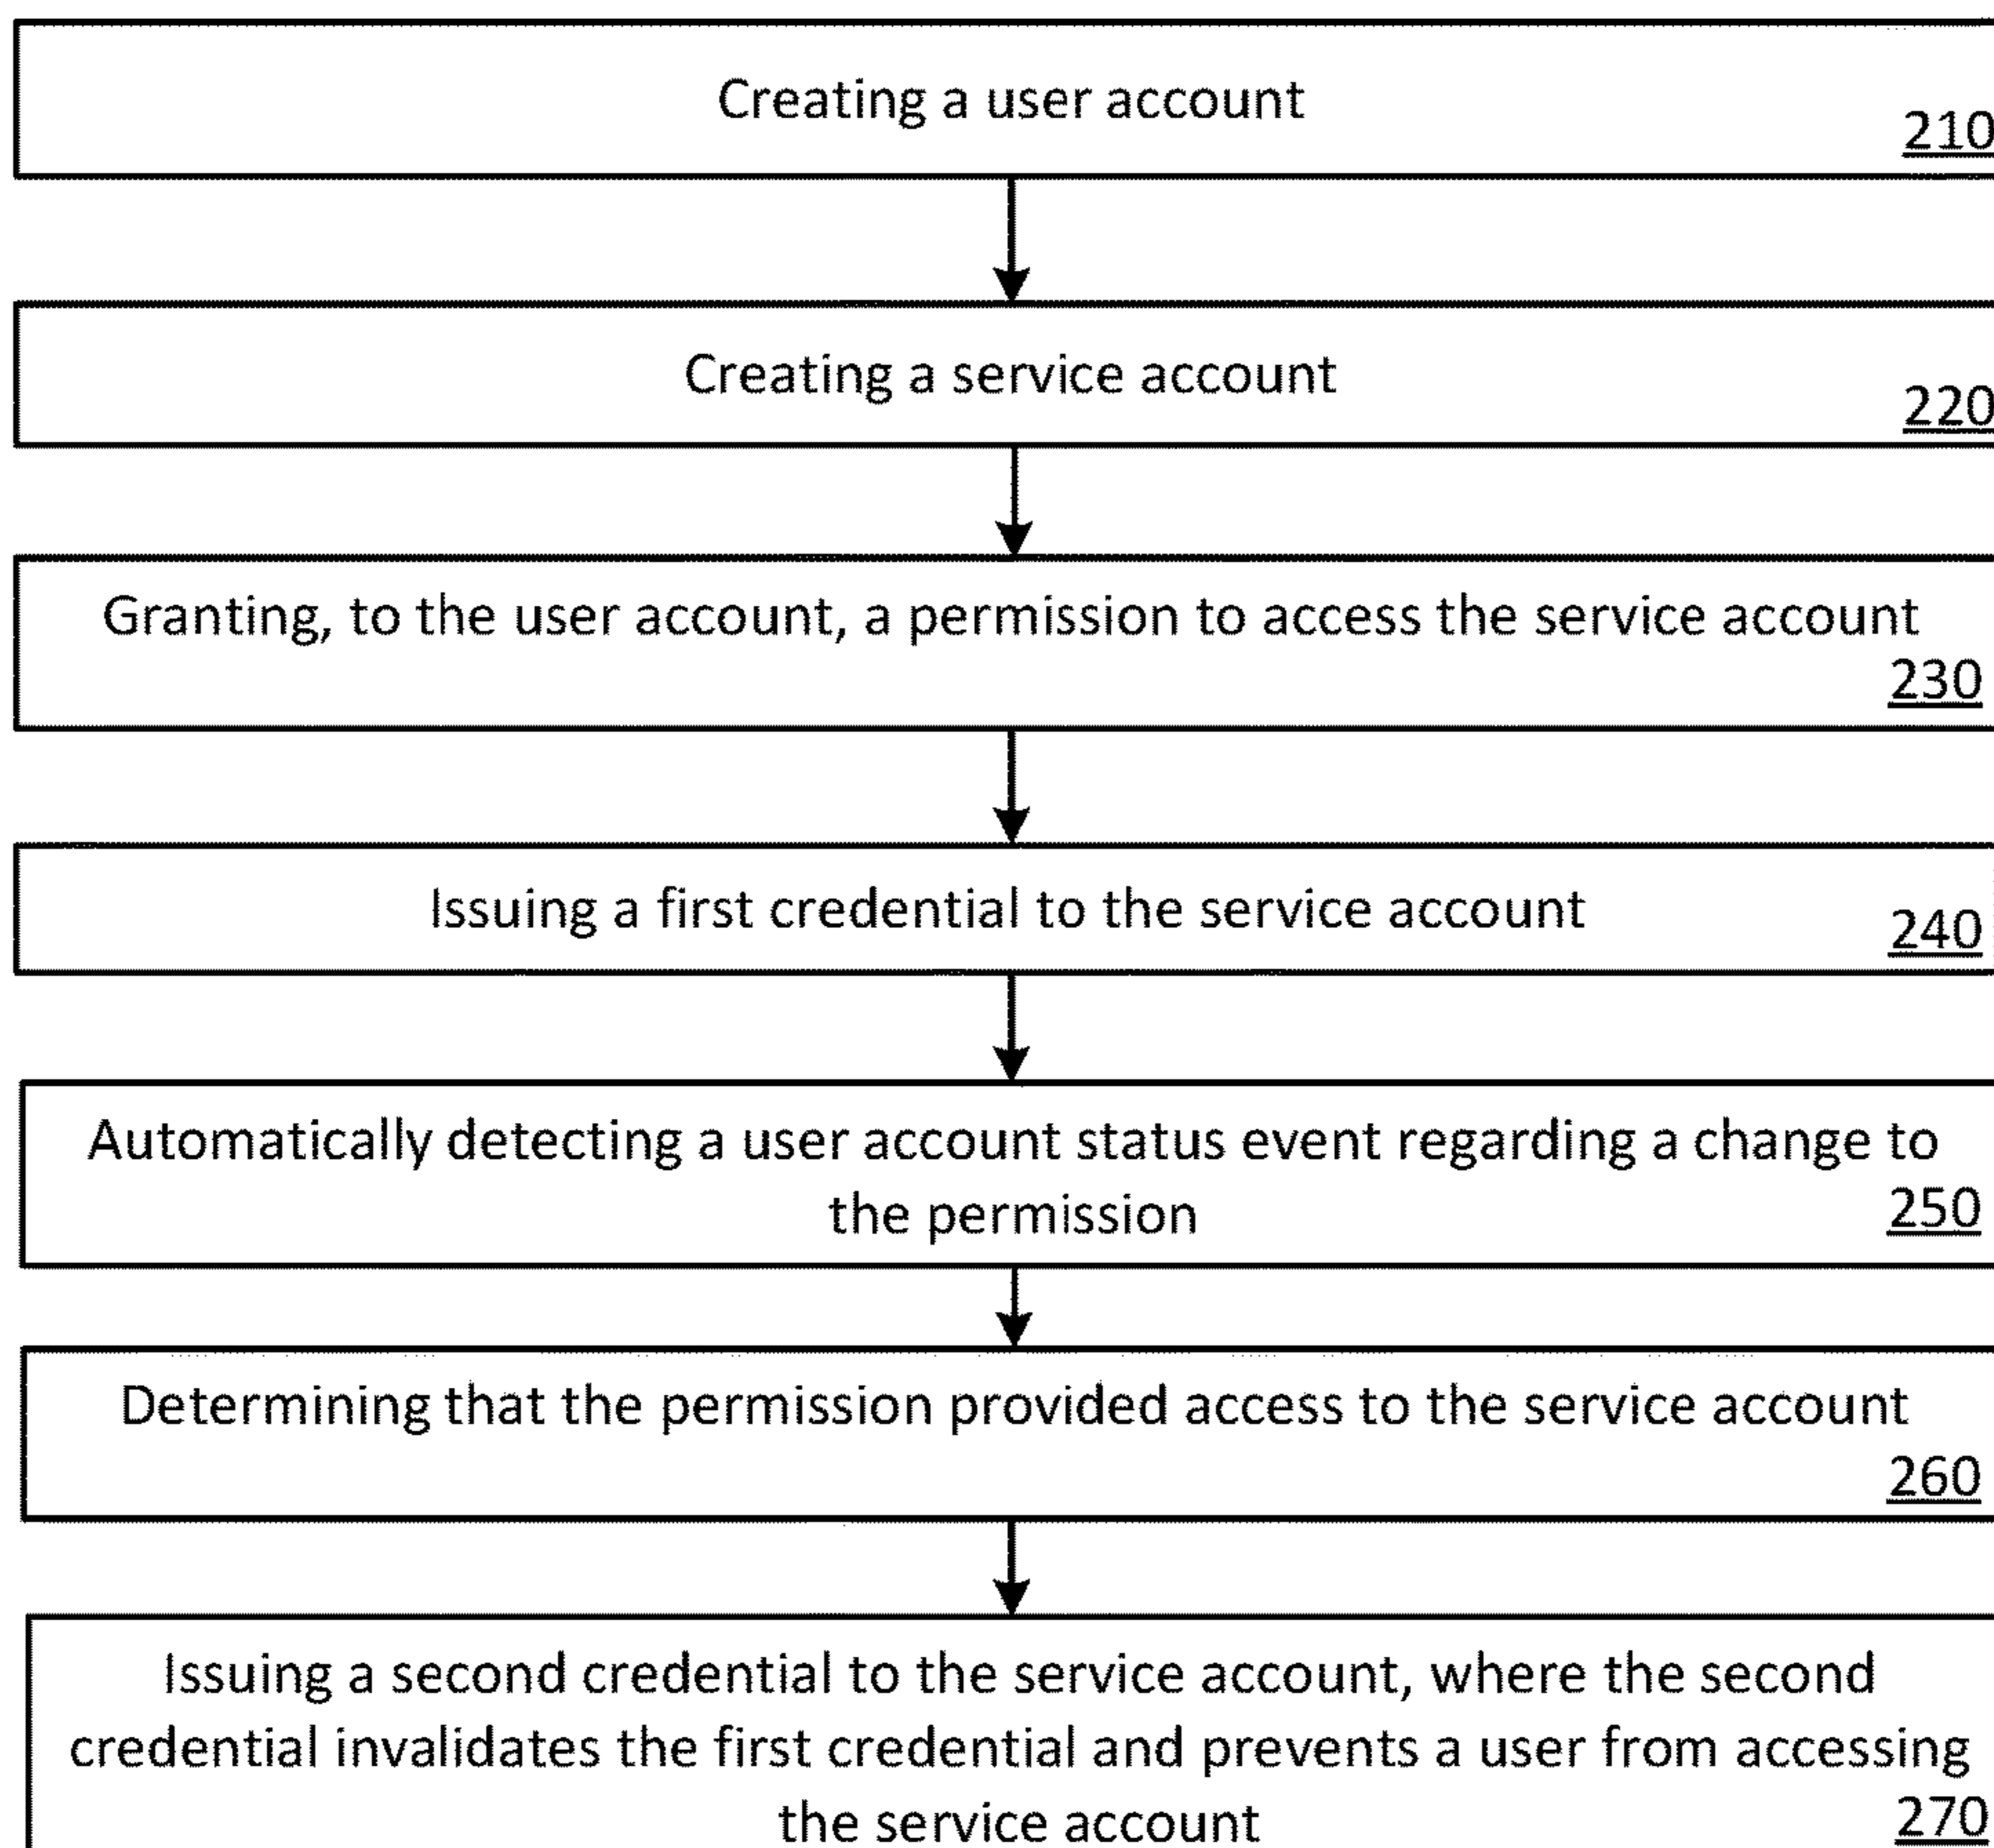 Creating a user account
210
Creating a service account
220
Granting, to the user account, a permission to access the service account
230
Issuing a first credential to the service account
240
Automatically detecting a user account status event regarding a change to
the permission
250
Determining that the permission provided access to the service account
260
Issuing a second credential to the service account, where the second
credential invalidates the first credential and prevents a user from accessing
the service account
270